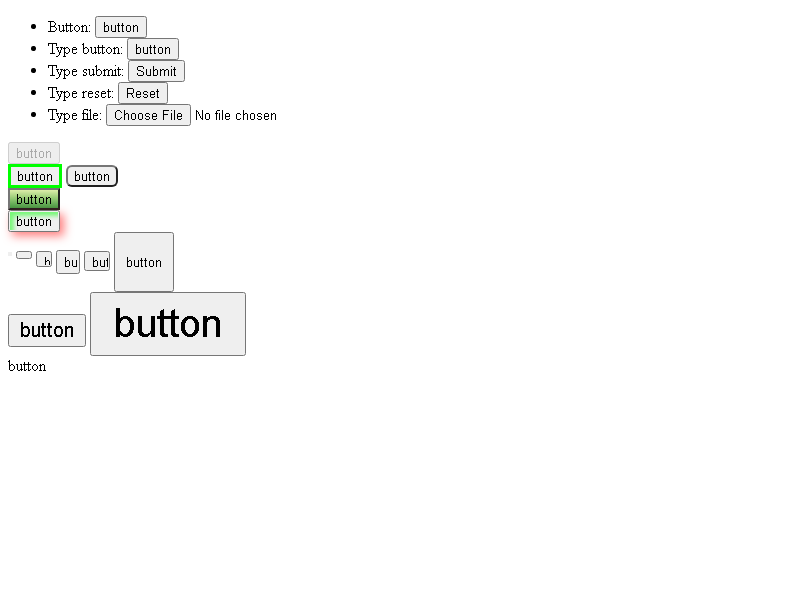 Button: button
Type button: button
Type submit: Submit
Type reset: Reset
Type file: Choose File No file chosen
button
button button
button
button
bu but button
button button
button